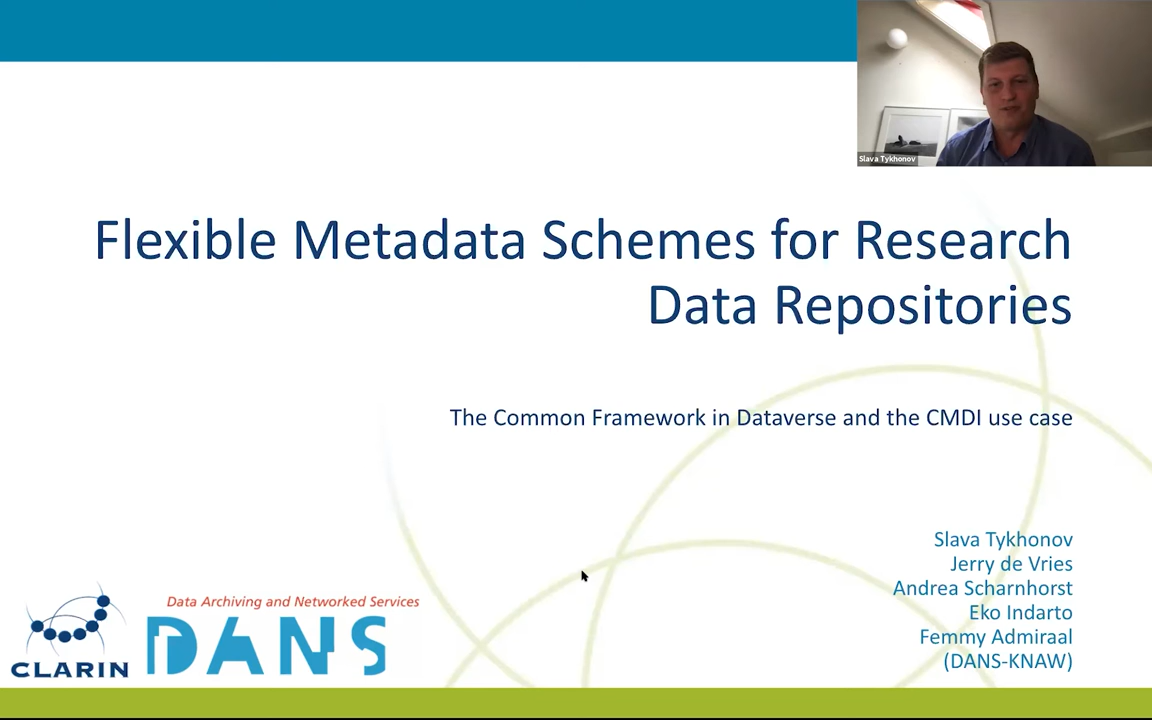 Slava Tykhonov
Flexible Metadata Schemes for Research
Data Repositories
The Common Framework in Dataverse and the CMDI use case
Slava Tykhonov
Jerry de Vries
Andrea Scharnhorst
Eko Indarto
Femmy Admiraal
(DANS-KNAW)
CLARIN
Data Archiving and Networked Services
DANS